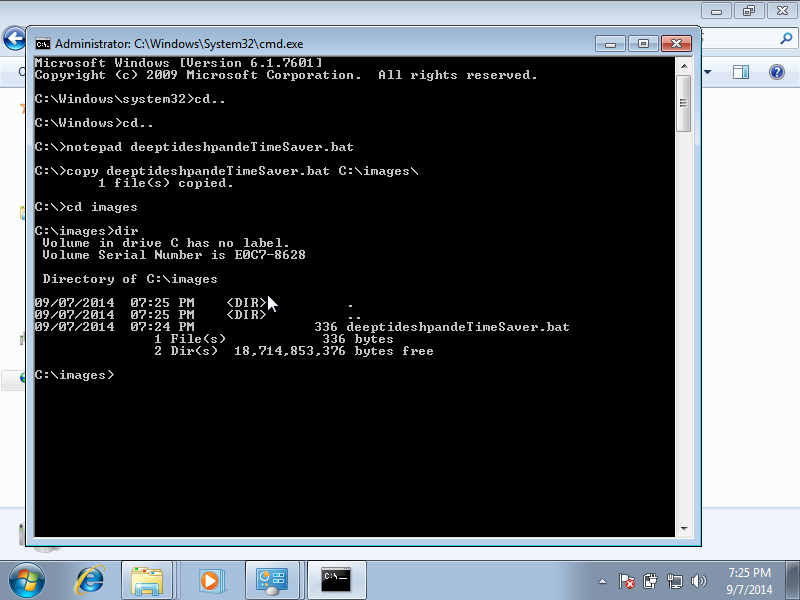 Administrator: C:\Windows\System32\cmd.exe
Microsoft Windows [Version 6.1.7601]
Copyright (c) 2009 Microsoft Corporation.  All rights reserved.
C:\Windows\system32>cd..
C:\Windows>cd..
C:\>notepad deeptideshpandeTimeSaver.bat
C:\>copy deeptideshpandeTimeSaver.bat C:\images\
        1 file(s) copied.
C:\>cd images
C:\images>dir
 Volume in drive C has no label.
 Volume Serial Number is E0C7-8628
 Directory of C:\images
09/07/2014  07:25 PM    <DIR>          .
09/07/2014  07:25 PM    <DIR>          ..
09/07/2014  07:24 PM               336 deeptideshpandeTimeSaver.bat
               1 File(s)            336 bytes
               2 Dir(s)  18,714,853,376 bytes free
C:\images>
7:25 PM
9/7/2014